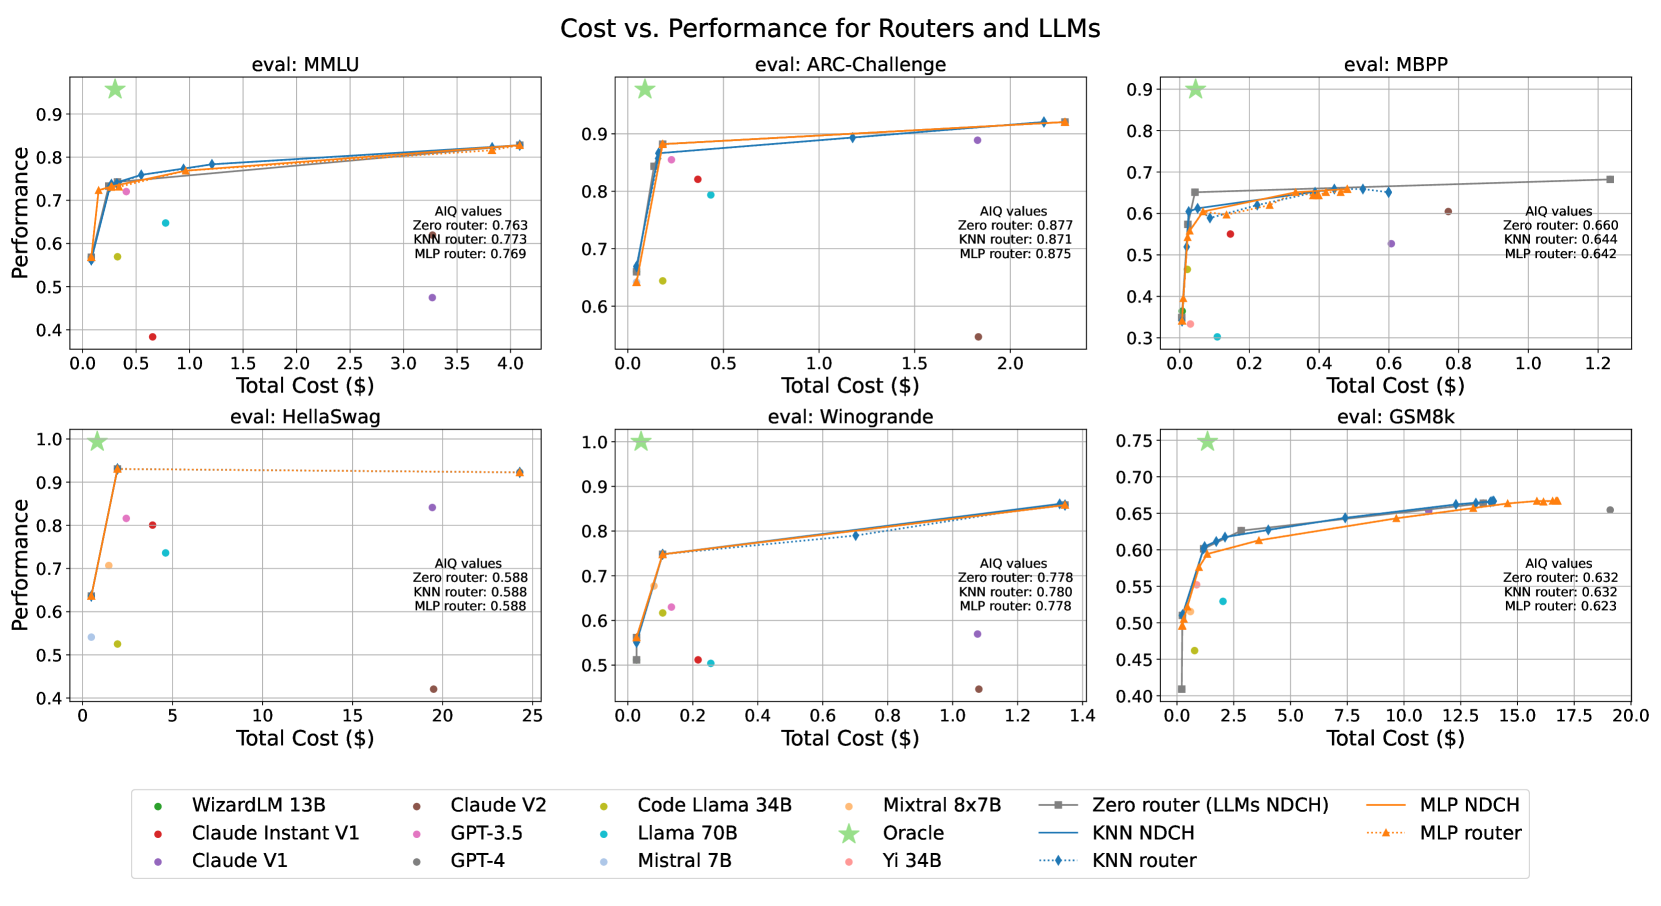 Cost vs. Performance for Routers and LLMs
eval: MMLU
Performance
0.9
0.8
0.7
0.6
0.5
0.4
AIQ values
Zero router: 0.763
KNN router: 0.773
MLP router: 0.769
0.0 0.5 1.0 1.5 2.0 2.5 3.0 3.5 4.0
Total Cost ($)
eval: ARC-Challenge
0.9
0.8
0.7
0.6
AIQ values
Zero router: 0.877
KNN router: 0.871
MLP router: 0.875
0.0 0.5 1.0 1.5 2.0
Total Cost ($)
eval: MBPP
0.9
0.8
0.7
0.6
0.5
0.4
0.3
AIQ values
Zero router: 0.660
KNN router: 0.644
MLP router: 0.642
0.0 0.2 0.4 0.6 0.8 1.0 1.2
Total Cost ($)
eval: HellaSwag
Performance
1.0
0.9
0.8
0.7
0.6
0.5
0.4
AIQ values
Zero router: 0.588
KNN router: 0.588
MLP router: 0.588
0 5 10 15 20 25
Total Cost ($)
eval: Winogrande
1.0
0.9
0.8
0.7
0.6
0.5
AIQ values
Zero router: 0.778
KNN router: 0.780
MLP router: 0.778
0.0 0.2 0.4 0.6 0.8 1.0 1.2 1.4
Total Cost ($)
eval: GSM8k
0.75
0.70
0.65
0.60
0.55
0.50
0.45
0.40
AIQ values
Zero router: 0.632
KNN router: 0.632
MLP router: 0.623
0.0 2.5 5.0 7.5 10.0 12.5 15.0 17.5 20.0
Total Cost ($)
WizardLM 13B
Claude Instant V1
Claude V1
Claude V2
GPT-3.5
GPT-4
Code Llama 34B
Llama 70B
Mistral 7B
Mixtral 8x7B
Oracle
Yi 34B
Zero router (LLMs NDCH)
KNN NDCH
KNN router
MLP NDCH
MLP router